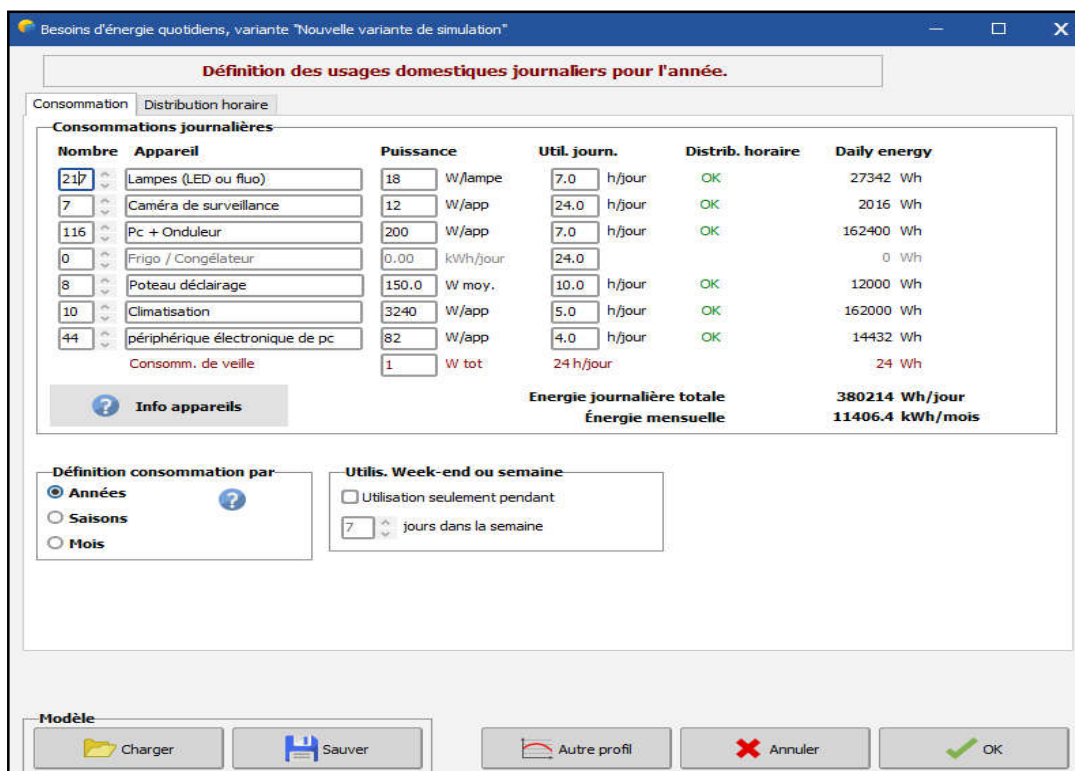 Besoins d'énergie quotidiens, variante "Nouvelle variante de simulation"
Définition des usages domestiques journaliers pour l'année.
Consommation Distribution horaire
Consommations journalières
Nombre Appareil Puissance Util. journ. Distrib. horaire Daily energy
217 Lampes (LED ou fluo) 18 W/lampe 7.0 h/jour OK 27342 Wh
7 Caméra de surveillance 12 W/app 24.0 h/jour OK 2016 Wh
116 Pc + Onduleur 200 W/app 7.0 h/jour OK 162400 Wh
0 Frigo / Congélateur 0.00 kWh/jour 24.0 0 Wh
8 Poteau déclairage 150.0 W moy. 10.0 h/jour OK 12000 Wh
10 Climatisation 3240 W/app 5.0 h/jour OK 162000 Wh
44 périphérique électronique de pc 82 W/app 4.0 h/jour OK 14432 Wh
Consomm. de veille 1 W tot 24 h/jour 24 Wh
Info appareils
Energie journalière totale 380214 Wh/jour
Énergie mensuelle 11406.4 kWh/mois
Définition consommation par
Années
Saisons
Mois
Utilis. Week-end ou semaine
Utilisation seulement pendant
7 jours dans la semaine
Modèle
Charger Sauver Autre profil Annuler OK